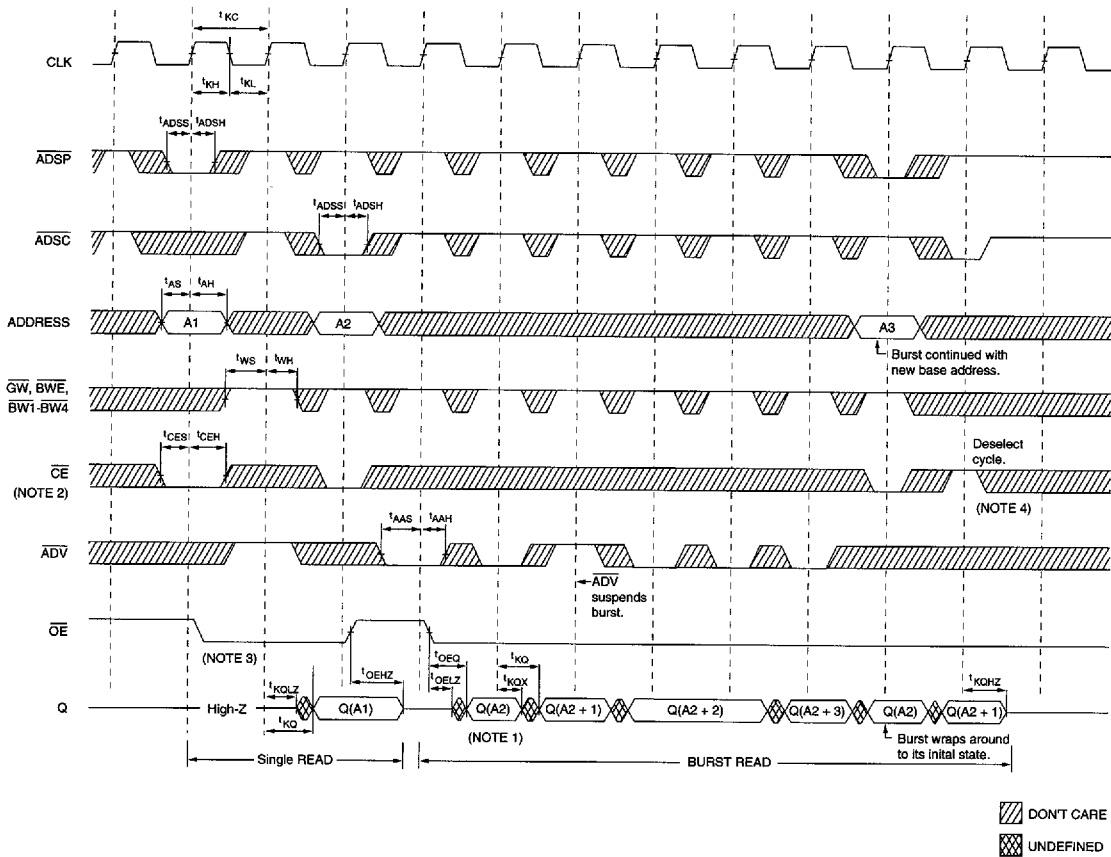 tKC
CLK
tKH tKL
tADSS tADSH
ADSP
tADSS tADSH
ADSC
tAS tAH
ADDRESS A1 A2 A3
Burst continued with
new base address.
tWS tWH
GW, BWE,
BW1-BW4
tCES tCEH
Deselect
cycle.
CE
(NOTE 2)
(NOTE 4)
tAAS tAAH
ADV
ADV
suspends
burst.
OE
(NOTE 3)
tOEHZ
tOEQ tKQ
tOELZ tKQX
tKQLZ
tKQHZ
Q High-Z Q(A1) Q(A2) Q(A2 + 1) Q(A2 + 2) Q(A2 + 3) Q(A2) Q(A2 + 1)
tKQ
(NOTE 1)
Burst wraps around
to its inital state.
Single READ BURST READ
DON'T CARE
UNDEFINED